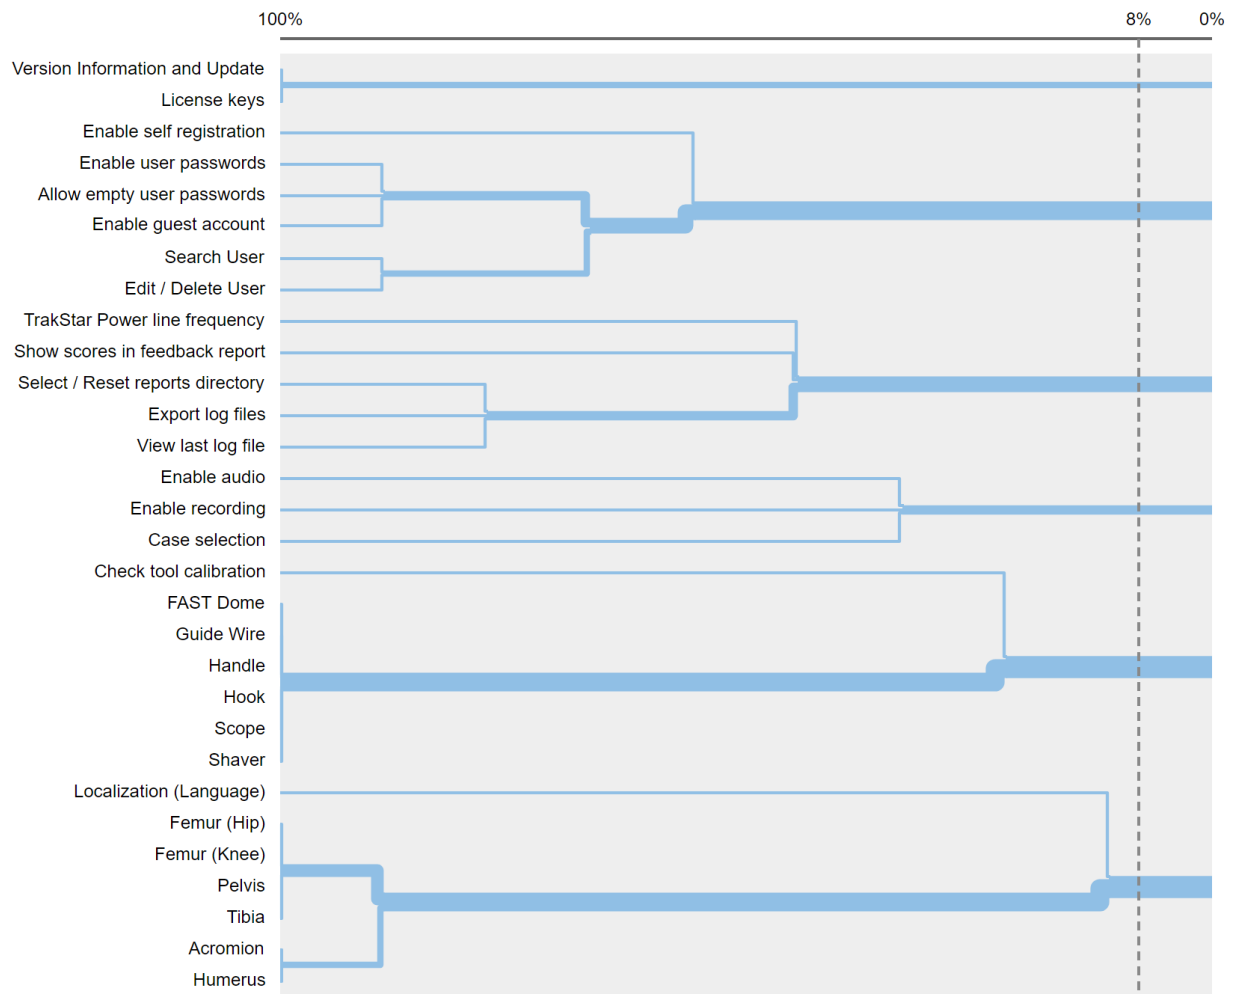 100% 8% 0%
Version Information and Update
License keys
Enable self registration
Enable user passwords
Allow empty user passwords
Enable guest account
Search User
Edit / Delete User
TrakStar Power line frequency
Show scores in feedback report
Select / Reset reports directory
Export log files
View last log file
Enable audio
Enable recording
Case selection
Check tool calibration
FAST Dome
Guide Wire
Handle
Hook
Scope
Shaver
Localization (Language)
Femur (Hip)
Femur (Knee)
Pelvis
Tibia
Acromion
Humerus